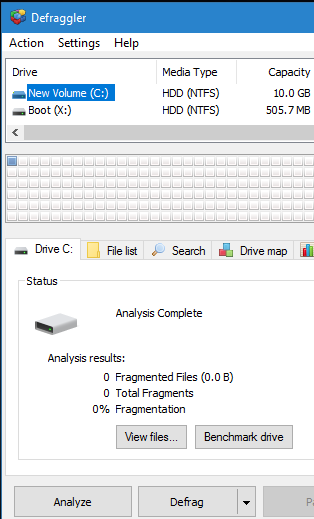 Defraggler
Action Settings Help
Drive Media Type Capacity
New Volume (C:) HDD (NTFS) 10.0 G
Boot (X:) HDD (NTFS) 505.7 M
Drive C: File list Search Drive map
Status
Analysis Complete
Analysis results:
0 Fragmented Files (0.0 B)
0 Total Fragments
0% Fragmentation
View files... Benchmark drive
Analyze Defrag